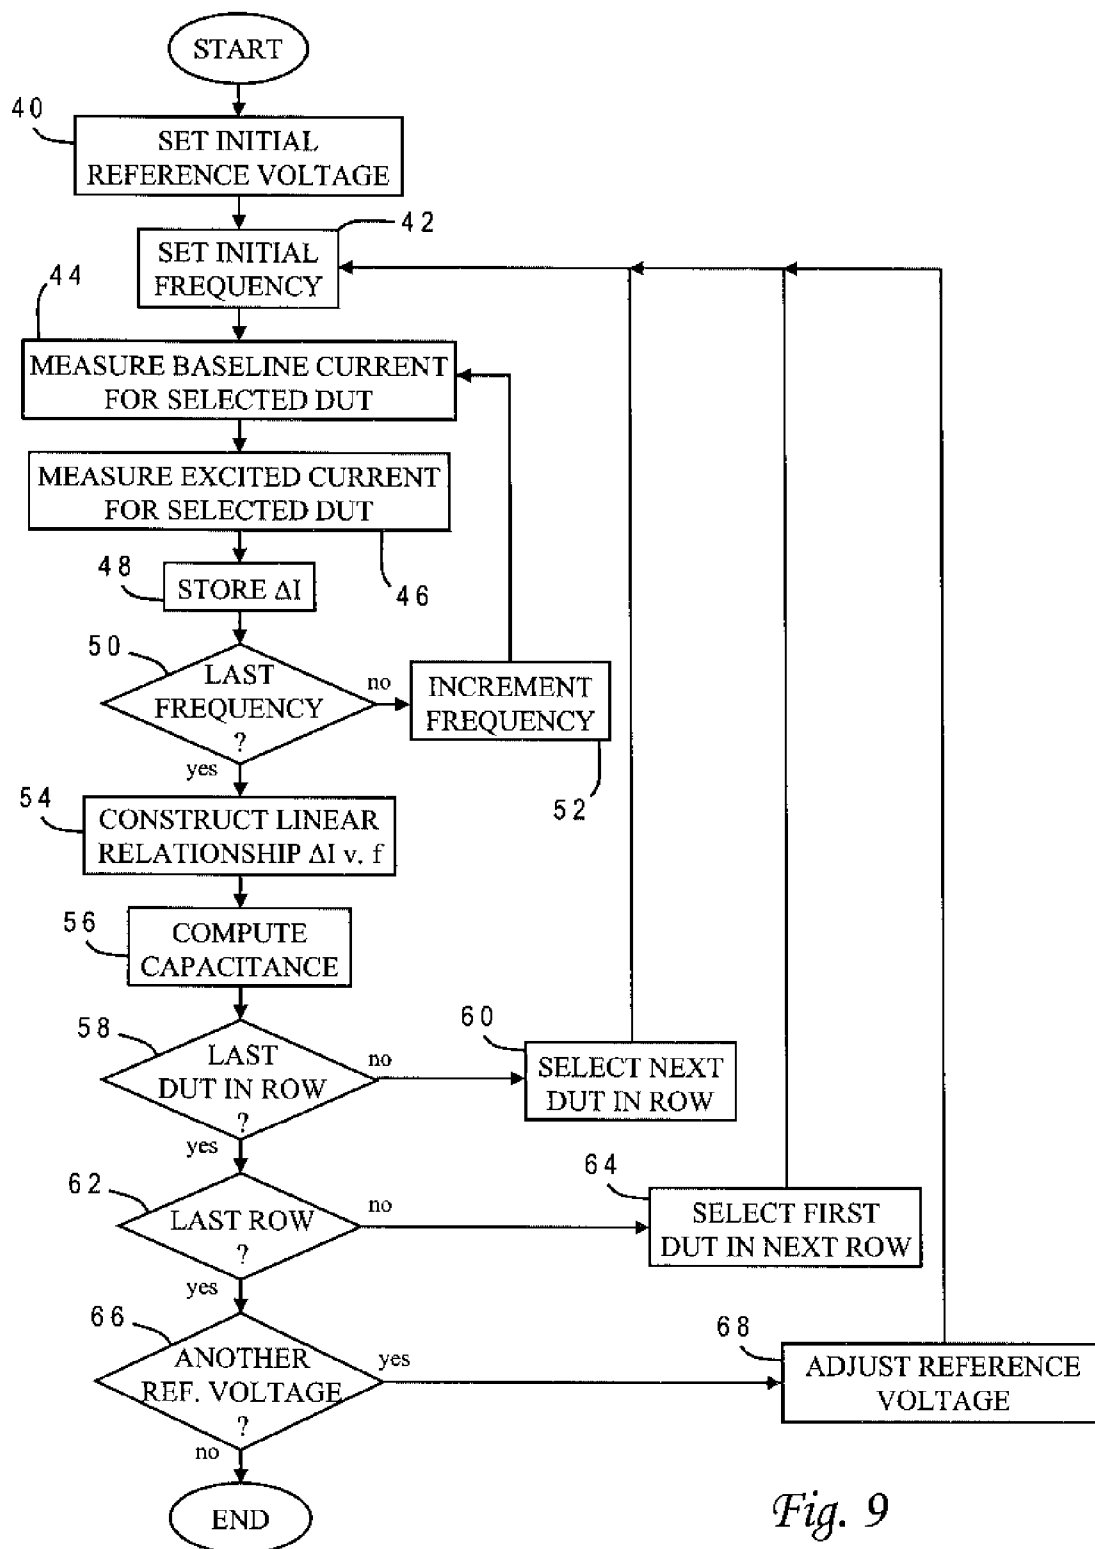 START
40
SET INITIAL
REFERENCE VOLTAGE
42
SET INITIAL
FREQUENCY
44
MEASURE BASELINE CURRENT
FOR SELECTED DUT
MEASURE EXCITED CURRENT
FOR SELECTED DUT
46
48
STORE ΔI
50
LAST
FREQUENCY
?
no
yes
INCREMENT
FREQUENCY
52
54
CONSTRUCT LINEAR
RELATIONSHIP ΔI v. f
56
COMPUTE
CAPACITANCE
58
LAST
DUT IN ROW
?
no
yes
60
SELECT NEXT
DUT IN ROW
62
LAST ROW
?
no
yes
64
SELECT FIRST
DUT IN NEXT ROW
66
ANOTHER
REF. VOLTAGE
?
yes
no
68
ADJUST REFERENCE
VOLTAGE
END
Fig. 9